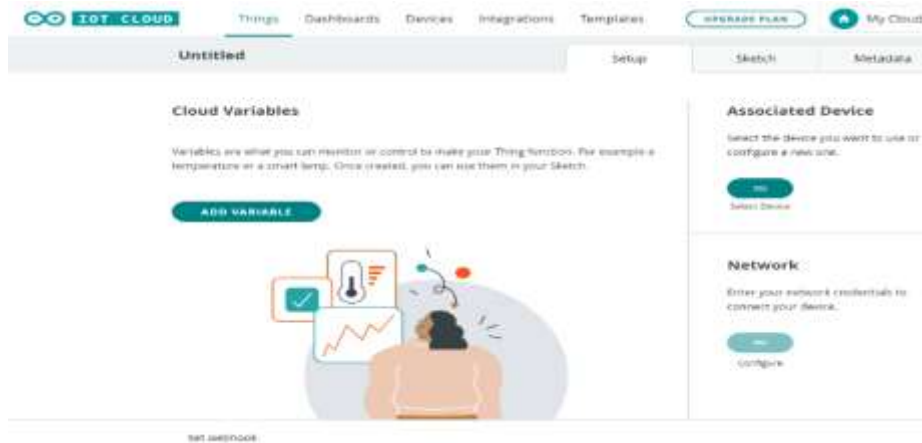 IOT CLOUD
Things
Dashboards
Devices
Integrations
Templates
UPGRADE PLAN
My Cloud
Untitled
Setup
Sketch
Metadata
Cloud Variables
Variables are what you can monitor or control to make your Thing function. For example a
temperature or a smart lamp. Once created, you can use them in your Sketch.
ADD VARIABLE
Associated Device
Select the device you want to use or
configure a new one.
Select Device
Network
Enter your network credentials to
connect your device.
Configure
Set webhook